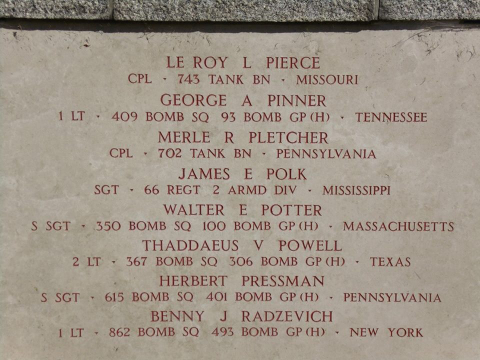 LE ROY L PIERCE
CPL · 743 TANK BN · MISSOURI
GEORGE A PINNER
1 LT · 409 BOMB SQ 93 BOMB GP (H) · TENNESSEE
MERLE R PLETCHER
CPL · 702 TANK BN · PENNSYLVANIA
JAMES E POLK
SGT · 66 REGT 2 ARMD DIV · MISSISSIPPI
WALTER E POTTER
S SGT · 350 BOMB SQ 100 BOMB GP (H) · MASSACHUSETTS
THADDAEUS V POWELL
2 LT · 367 BOMB SQ 306 BOMB GP (H) · TEXAS
HERBERT PRESSMAN
S SGT · 615 BOMB SQ 401 BOMB GP (H) · PENNSYLVANIA
BENNY J RADZEVICH
1 LT · 862 BOMB SQ 493 BOMB GP (H) · NEW YORK